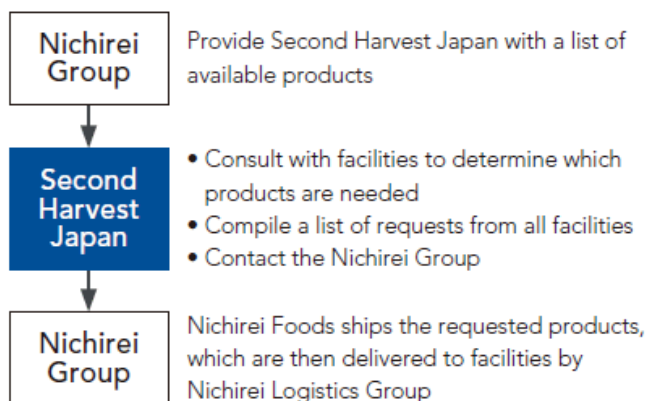 Nichirei
Group
Provide Second Harvest Japan with a list of
available products
Second
Harvest
Japan
• Consult with facilities to determine which
products are needed
• Compile a list of requests from all facilities
• Contact the Nichirei Group
Nichirei
Group
Nichirei Foods ships the requested products,
which are then delivered to facilities by
Nichirei Logistics Group